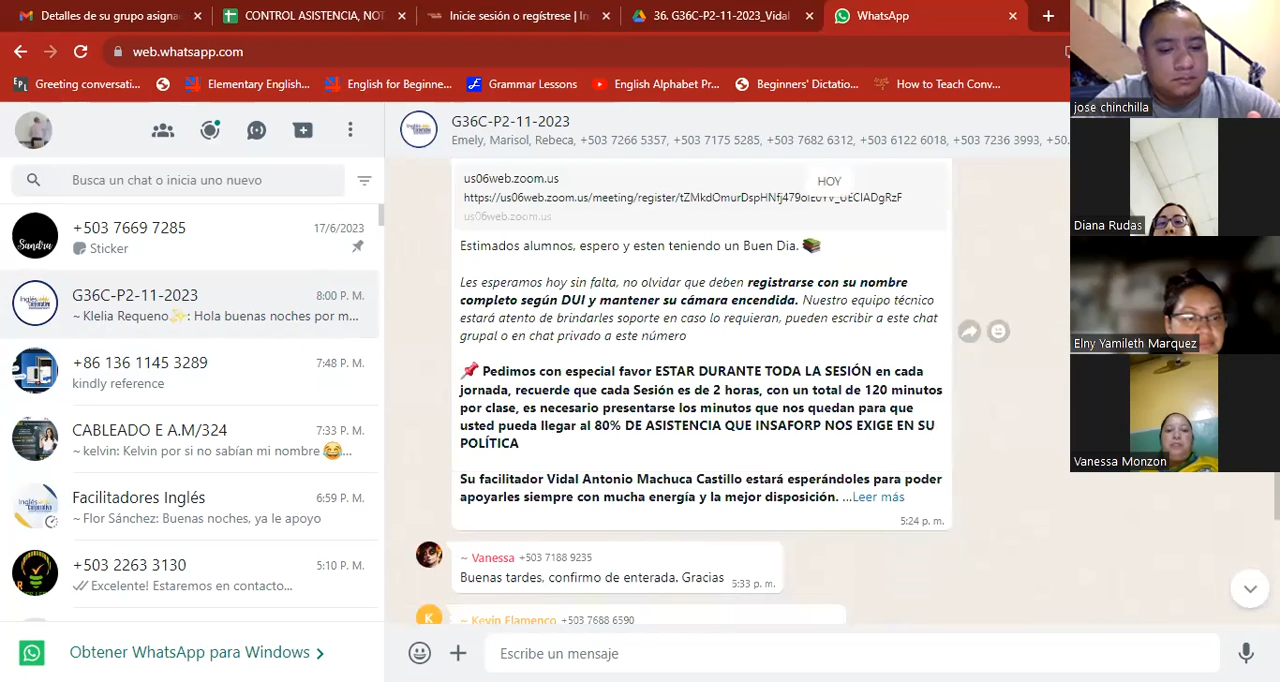 Detalles de su grupo asigna
CONTROL ASISTENCIA, NOT
Inicie sesión o regístrese | In
36. G36C-P2-11-2023_Vidal
WhatsApp
web.whatsapp.com
Greeting conversati...
Elementary English...
English for Beginne...
Grammar Lessons
English Alphabet Pr...
Beginners' Dictatio...
How to Teach Conv...
Busca un chat o inicia uno nuevo
Sandra
+503 7669 7285
17/6/2023
Sticker
G36C-P2-11-2023
8:00 P. M.
~ Klelia Requeno✨: Hola buenas noches por m...
+86 136 1145 3289
7:48 P. M.
kindly reference
CABLEADO E A.M/324
7:33 P. M.
~ kelvin: Kelvin por si no sabían mi nombre 😂...
Facilitadores Inglés
6:59 P. M.
~ Flor Sánchez: Buenas noches, ya le apoyo
+503 2263 3130
5:10 P. M.
Excelente! Estaremos en contacto...
Obtener WhatsApp para Windows
G36C-P2-11-2023
Emely, Marisol, Rebeca, +503 7266 5357, +503 7175 5285, +503 7682 6312, +503 6122 6018, +503 7236 3993, +50...
us06web.zoom.us
HOY
us06web.zoom.us
Estimados alumnos, espero y esten teniendo un Buen Dia. 📚
Les esperamos hoy sin falta, no olvidar que deben registrarse con su nombre
completo según DUI y mantener su cámara encendida. Nuestro equipo técnico
estará atento de brindarles soporte en caso lo requieran, pueden escribir a este chat
grupal o en chat privado a este número
📌 Pedimos con especial favor ESTAR DURANTE TODA LA SESIÓN en cada
jornada, recuerde que cada Sesión es de 2 horas, con un total de 120 minutos
por clase, es necesario presentarse los minutos que nos quedan para que
usted pueda llegar al 80% DE ASISTENCIA QUE INSAFORP NOS EXIGE EN SU
POLÍTICA
Su facilitador Vidal Antonio Machuca Castillo estará esperándoles para poder
apoyarles siempre con mucha energía y la mejor disposición. ...Leer más
5:24 p. m.
~ Vanessa +503 7188 9235
Buenas tardes, confirmo de enterada. Gracias
5:33 p. m.
K
~ Kevin Flamenco +503 7688 6590
Escribe un mensaje
jose chinchilla
Diana Rudas
Elny Yamileth Marquez
Vanessa Monzon